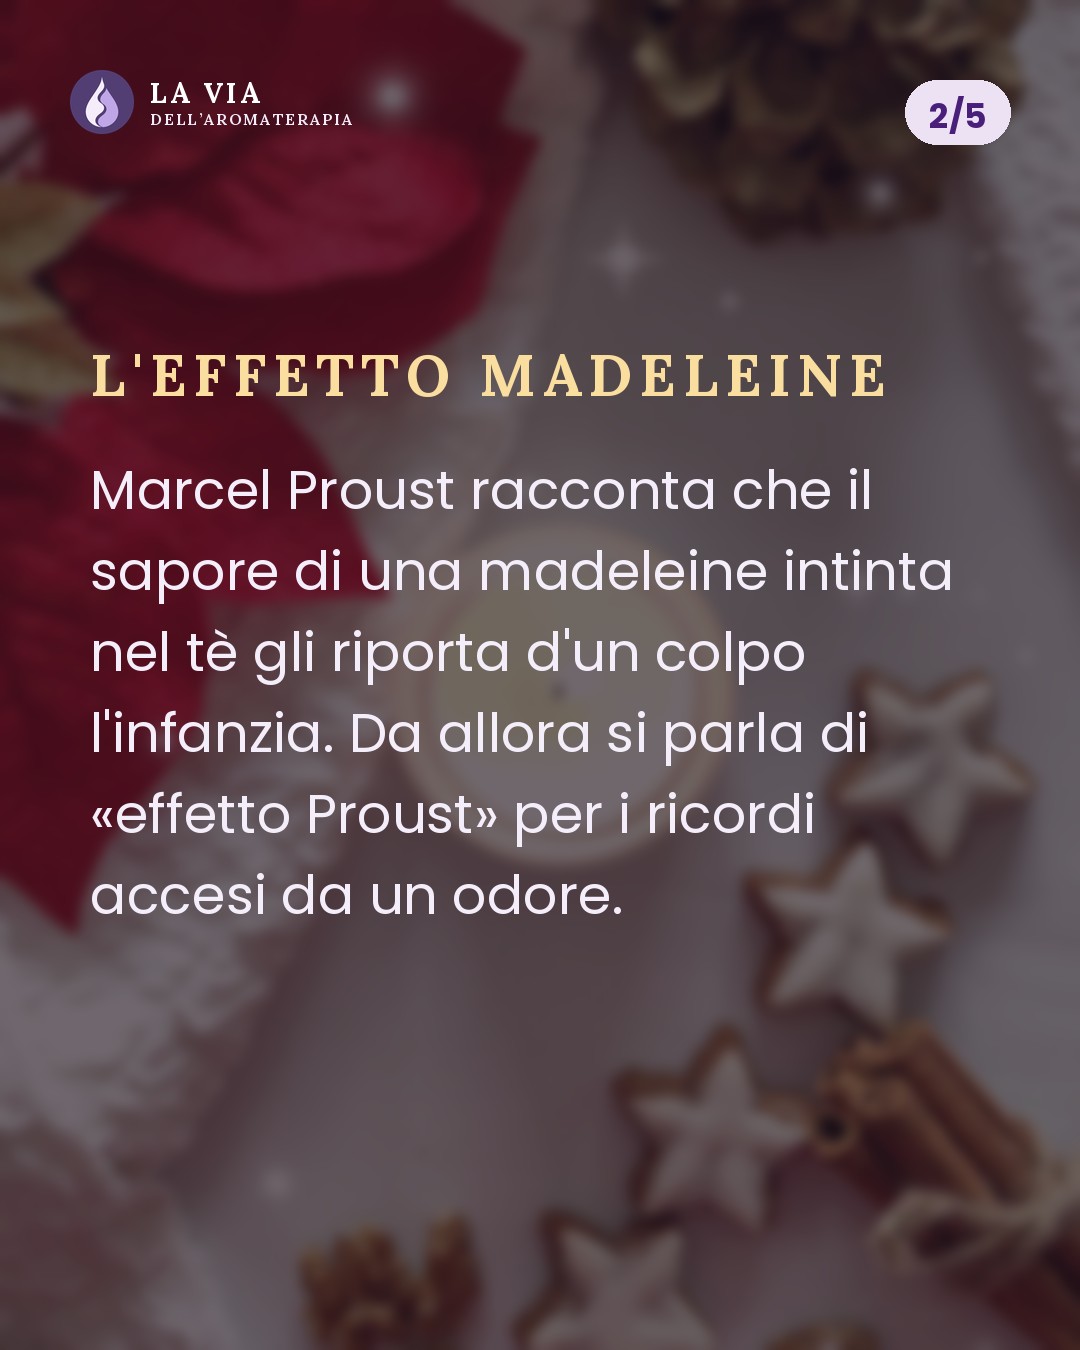 LA VIA
DELL'AROMATERAPIA
2/5
L'EFFETTO MADELEINE
Marcel Proust racconta che il
sapore di una madeleine intinta
nel tè gli riporta d'un colpo
l'infanzia. Da allora si parla di
«effetto Proust» per i ricordi
accesi da un odore.